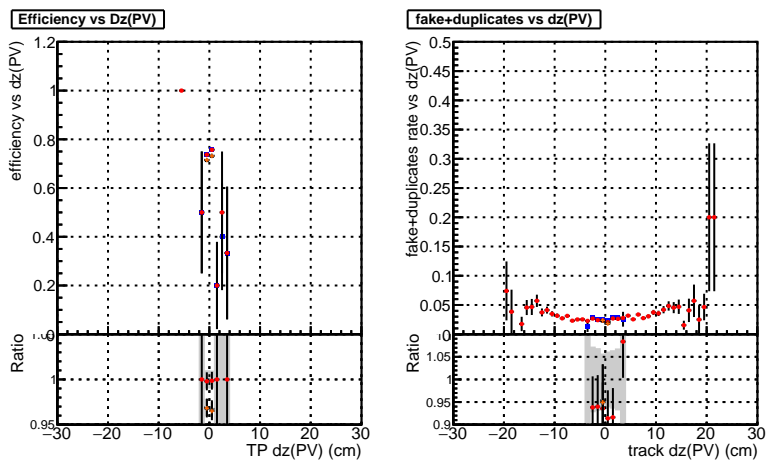 Efficiency vs Dz(PV)
efficiency vs dz(PV)
1.2
1
0.8
0.6
0.4
0.2
0
Ratio
1
0.95
−30 −20 −10 0 10 20 30
TP dz(PV) (cm)
fake+duplicates vs dz(PV)
fake+duplicates rate vs dz(PV)
0.5
0.45
0.4
0.35
0.3
0.25
0.2
0.15
0.1
0.05
0
Ratio
1.05
1
0.95
0.9
−30 −20 −10 0 10 20 30
track dz(PV) (cm)